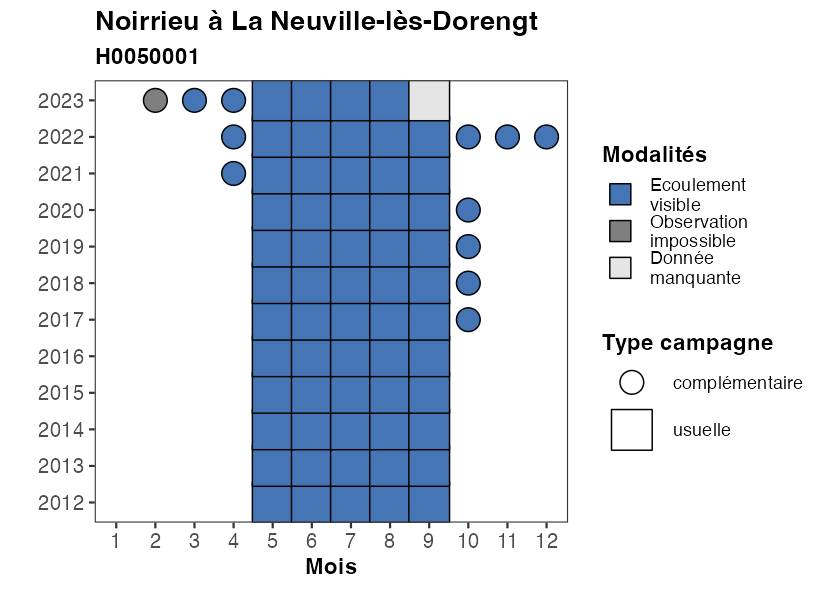 Noirrieu à La Neuville-lès-Dorengt
H0050001
2023
2022
2021
2020
2019
2018
2017
2016
2015
2014
2013
2012
1 2 3 4 5 6 7 8 9 10 11 12
Mois
Modalités
Ecoulement
visible
Observation
impossible
Donnée
manquante
Type campagne
complémentaire
usuelle